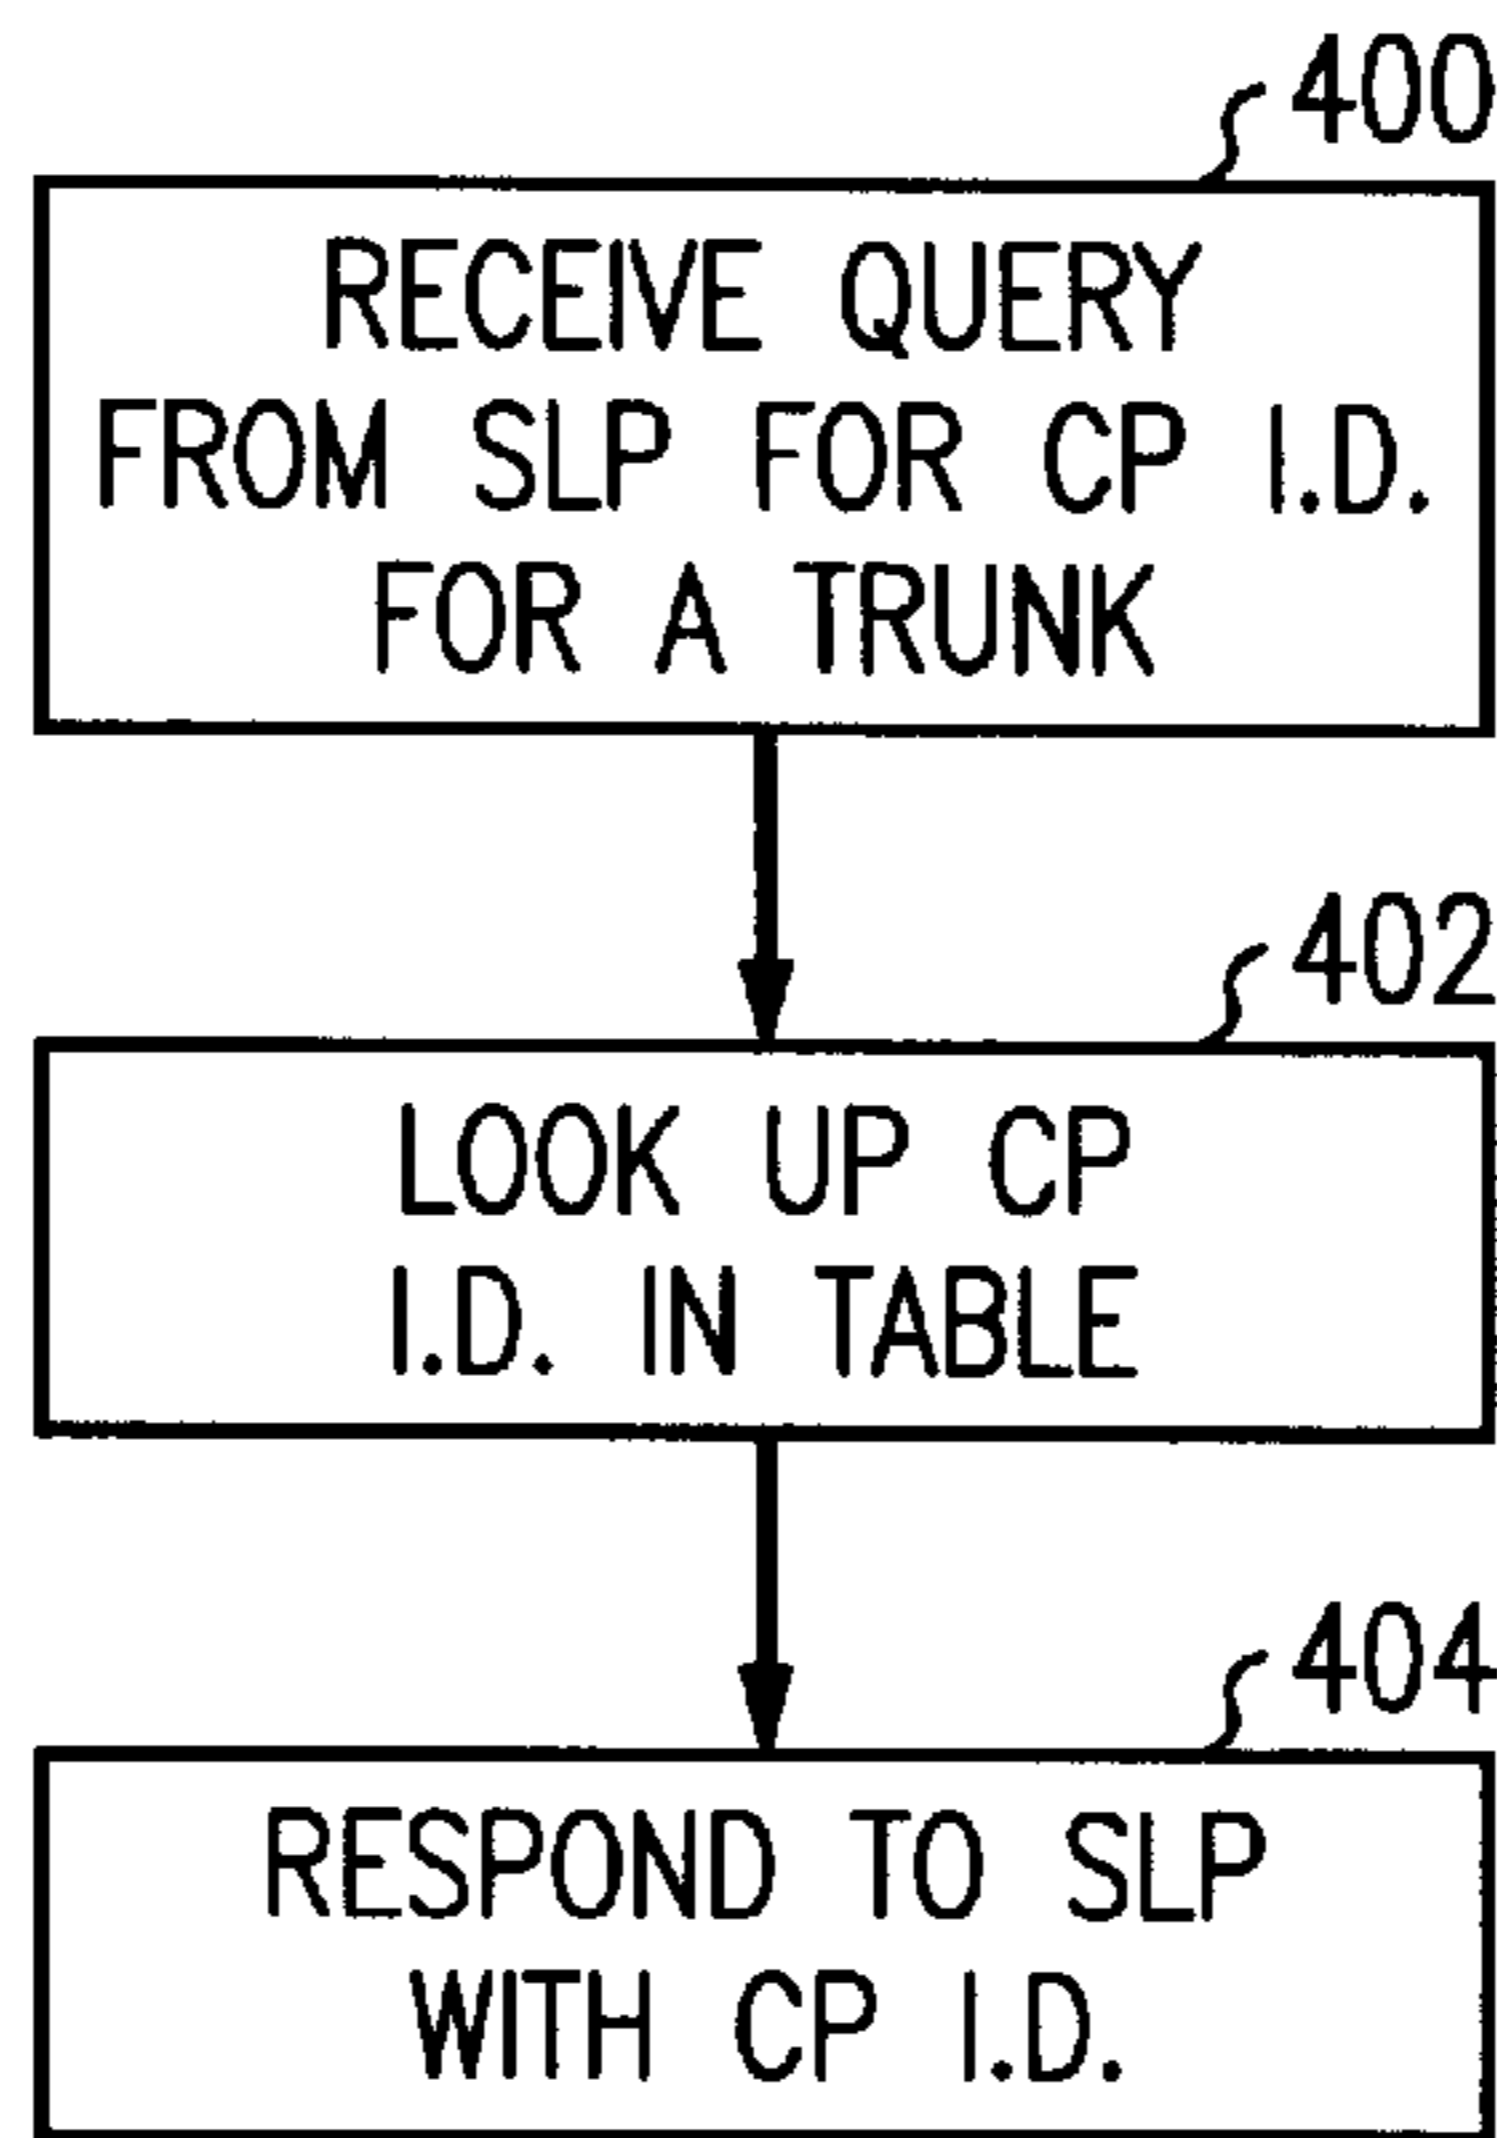 400
RECEIVE QUERY
FROM SLP FOR CP I.D.
FOR A TRUNK
402
LOOK UP CP
I.D. IN TABLE
404
RESPOND TO SLP
WITH CP I.D.